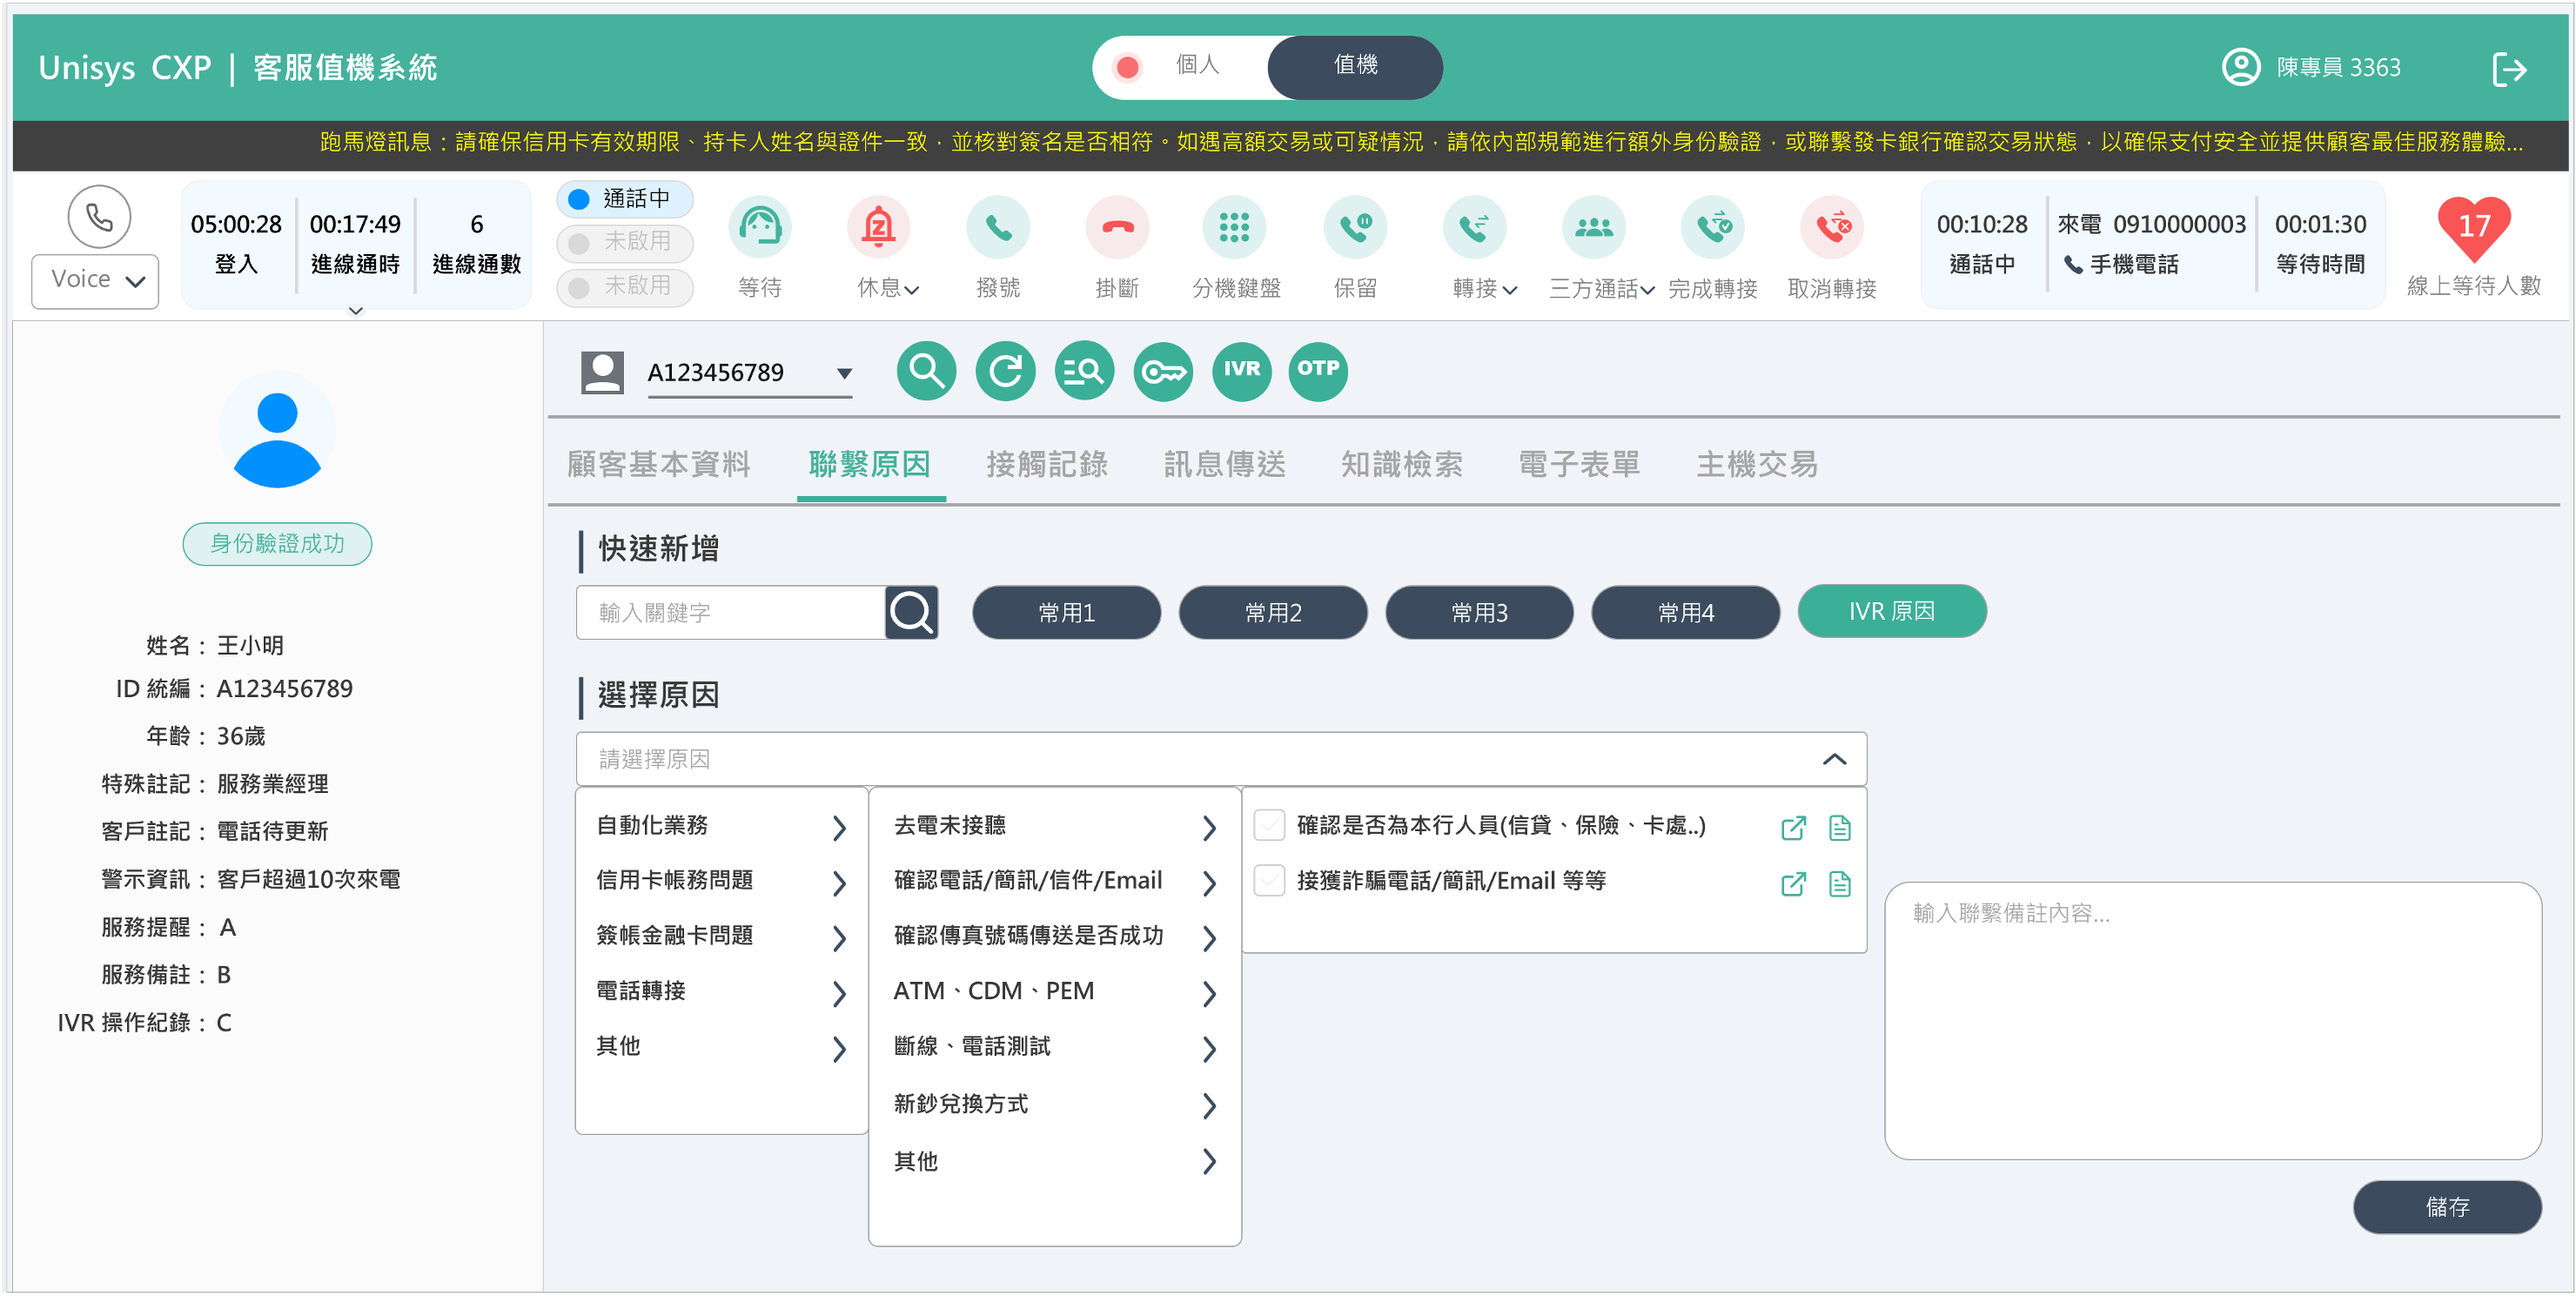 Unisys CXP | 客服值機系統
個人
值機
陳專員 3363
跑馬燈訊息：請確保信用卡有效期限、持卡人姓名與證件一致，並核對簽名是否相符。如遇高額交易或可疑情況，請依內部規範進行額外身份驗證，或聯繫發卡銀行確認交易狀態，以確保支付安全並提供顧客最佳服務體驗...
Voice
05:00:28
登入
00:17:49
進線通時
6
進線通數
通話中
未啟用
未啟用
等待
休息
撥號
掛斷
分機鍵盤
保留
轉接
三方通話
完成轉接
取消轉接
00:10:28
通話中
來電 0910000003
手機電話
00:01:30
等待時間
17
線上等待人數
身份驗證成功
姓名： 王小明
ID 統編： A123456789
年齡： 36歲
特殊註記： 服務業經理
客戶註記： 電話待更新
警示資訊： 客戶超過10次來電
服務提醒： A
服務備註： B
IVR 操作紀錄： C
A123456789
IVR
OTP
顧客基本資料
聯繫原因
接觸記錄
訊息傳送
知識檢索
電子表單
主機交易
快速新增
輸入關鍵字
常用1
常用2
常用3
常用4
IVR 原因
選擇原因
請選擇原因
自動化業務
信用卡帳務問題
簽帳金融卡問題
電話轉接
其他
去電未接聽
確認電話/簡訊/信件/Email
確認傳真號碼傳送是否成功
ATM、CDM、PEM
斷線、電話測試
新鈔兌換方式
其他
確認是否為本行人員(信貸、保險、卡處..)
接獲詐騙電話/簡訊/Email 等等
輸入聯繫備註內容...
儲存